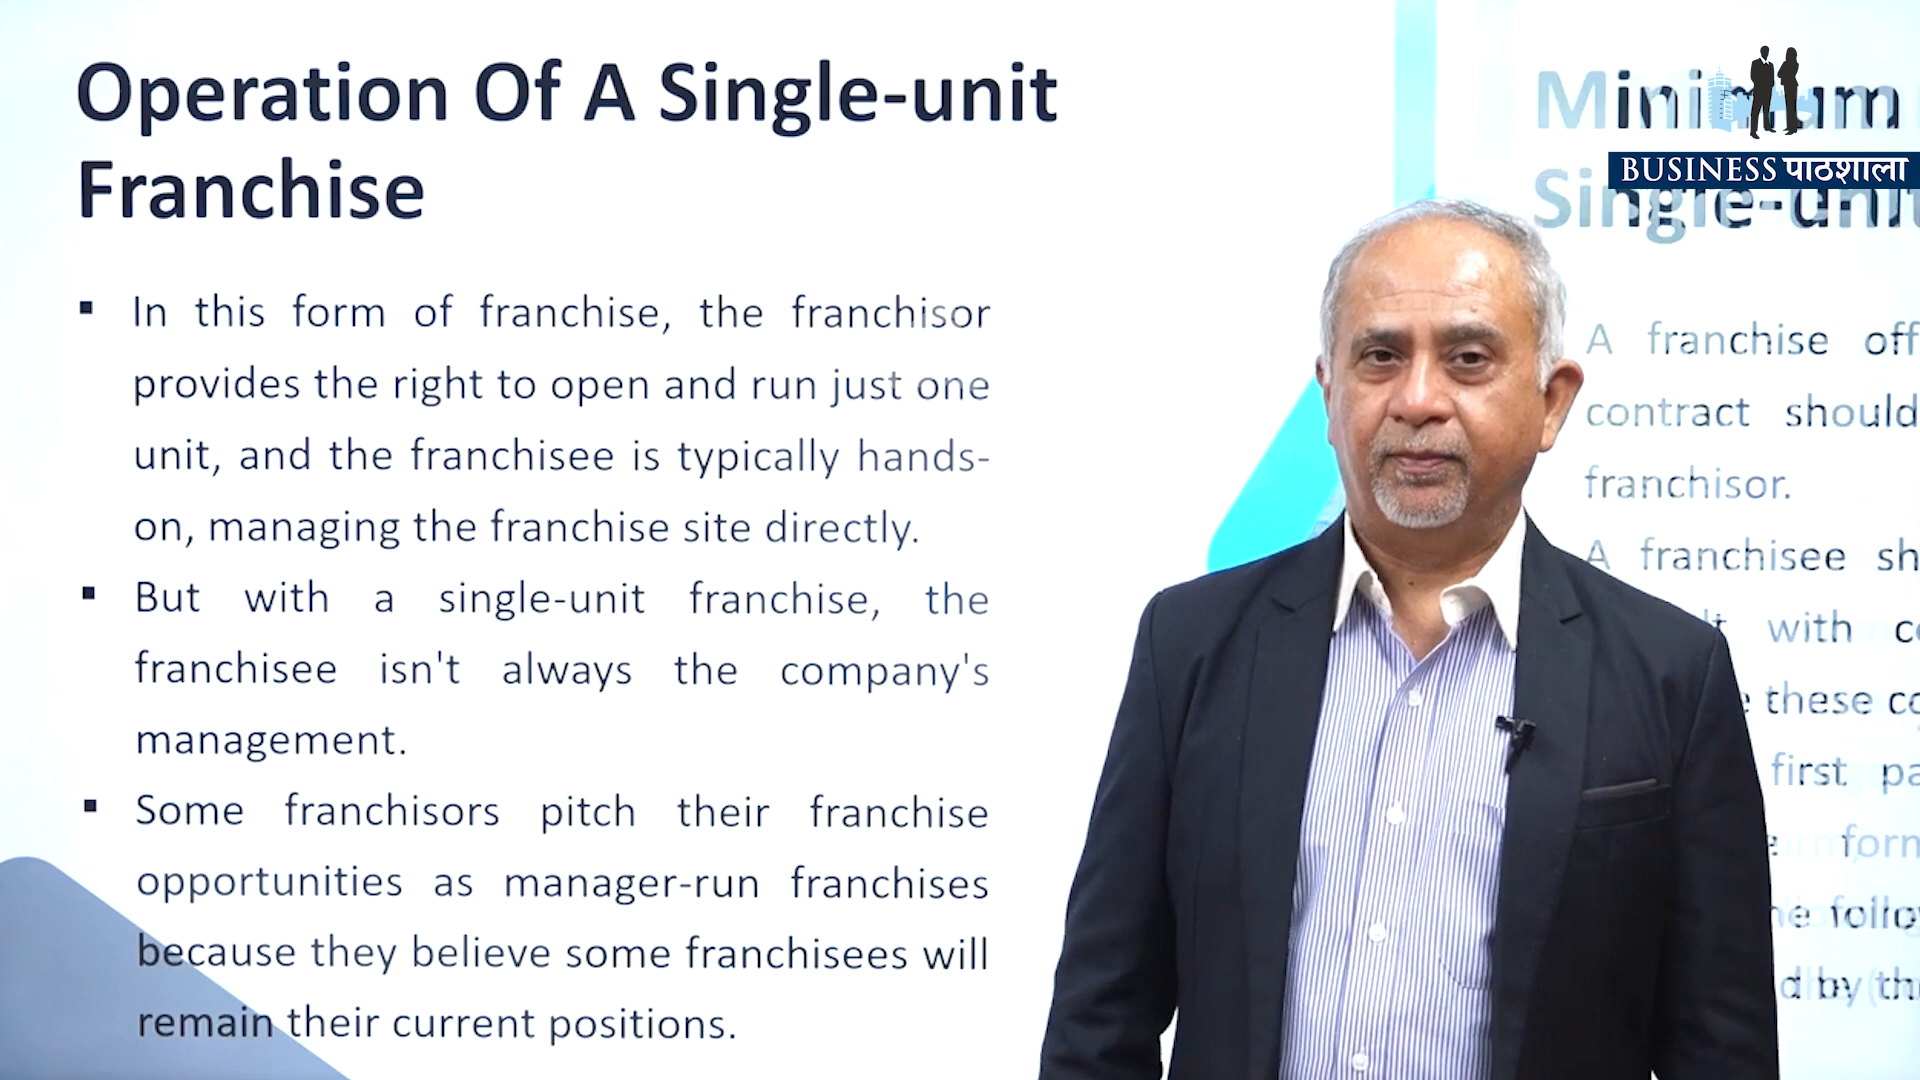 Operation Of A Single-unit
Franchise
▪ In this form of franchise, the franchisor
provides the right to open and run just one
unit, and the franchisee is typically hands-
on, managing the franchise site directly.
▪ But with a single-unit franchise, the
franchisee isn't always the company's
management.
▪ Some franchisors pitch their franchise
opportunities as manager-run franchises
because they believe some franchisees will
remain their current positions.
BUSINESS पाठशाला
Minimum
Single-unit
A franchise
contract should
franchisor.
A franchisee
with
these
first